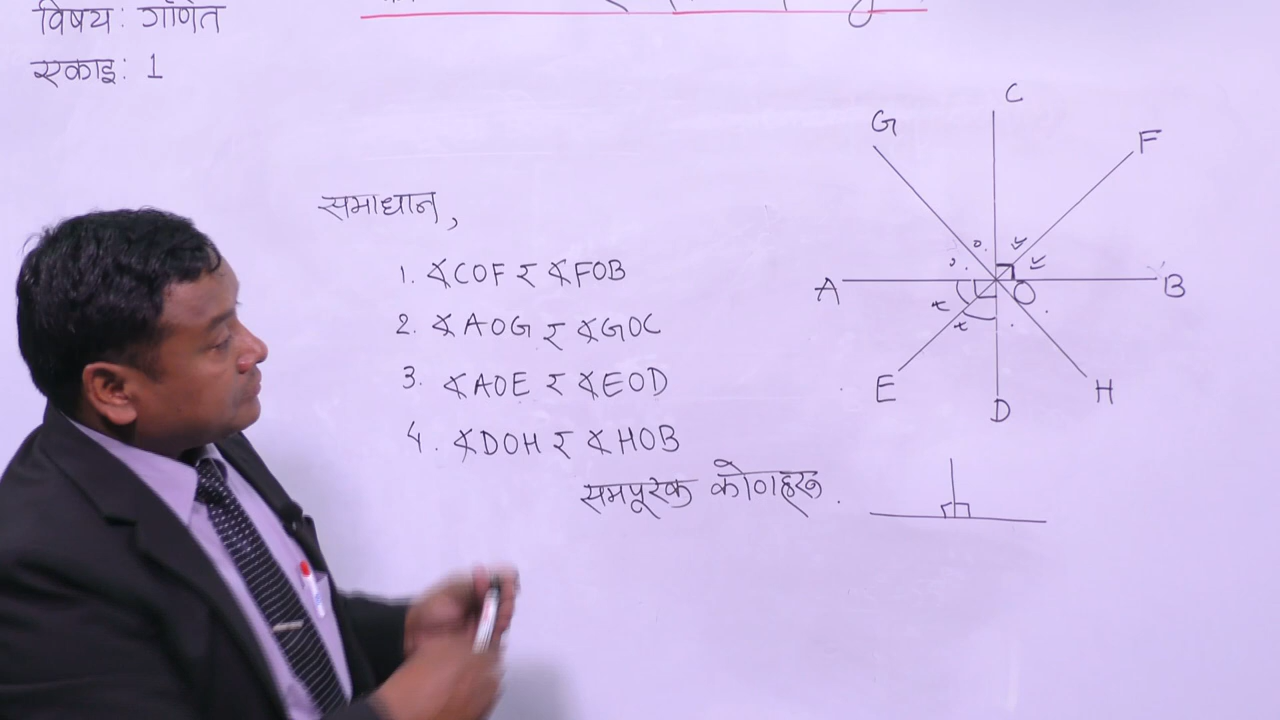 विषय: गणित
एकाइ: 1
समाधान,
1. ∡COF र ∡FOB
2. ∡AOG र ∡GOC
3. ∡AOE र ∡EOD
4. ∡DOH र ∡HOB
समपूरक कोणहरू.
C
G
F
A
O
B
E
D
H